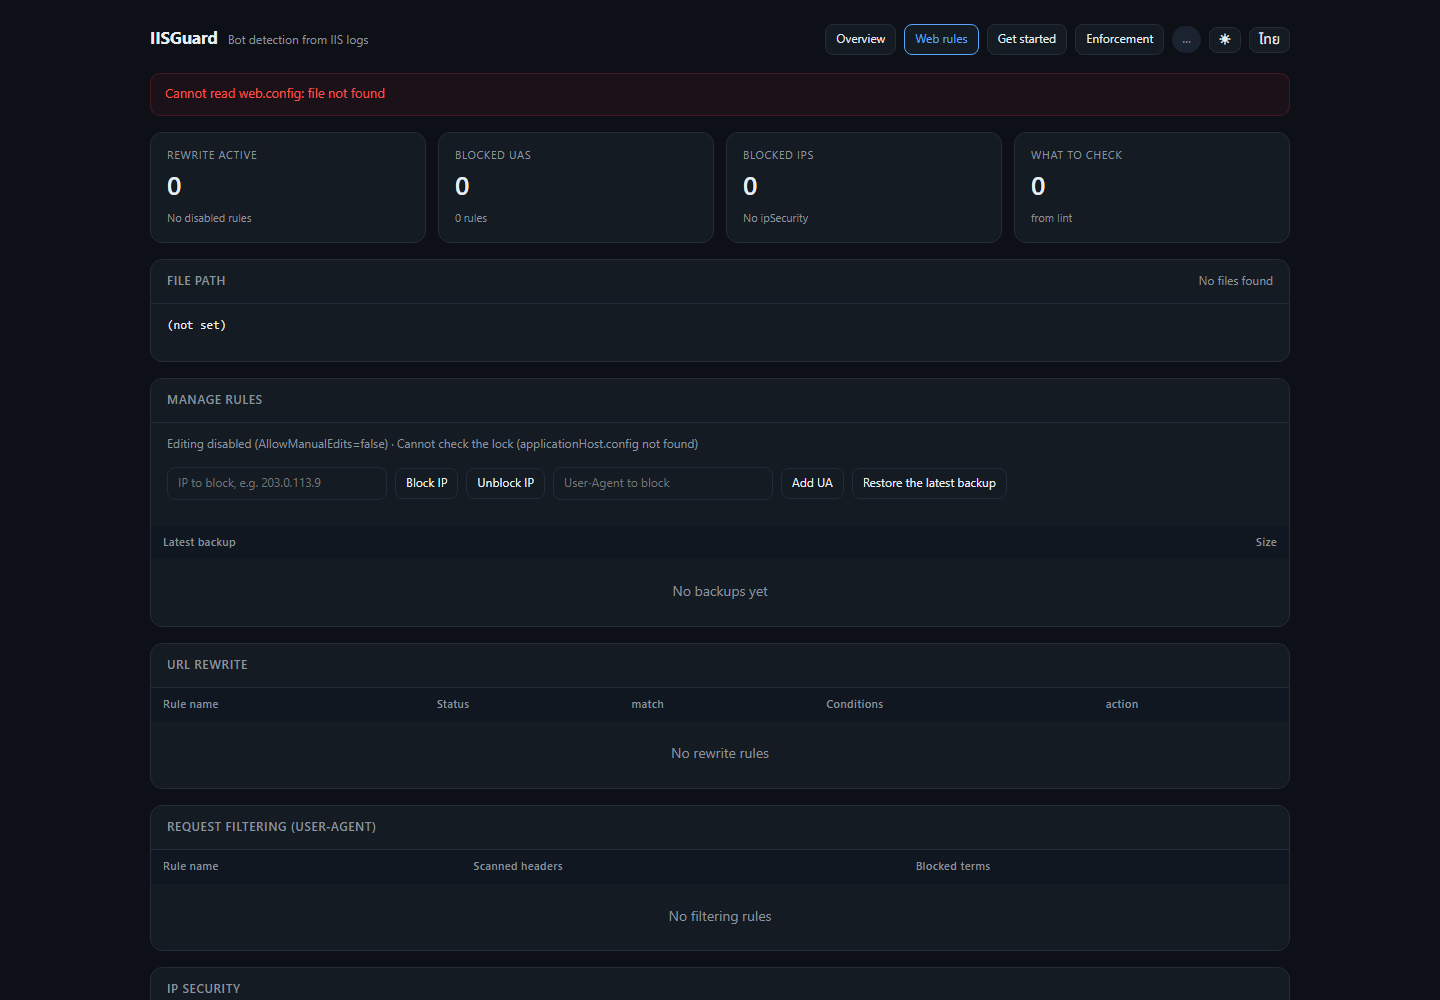 IISGuard Bot detection from IIS logs Overview Web rules Get started Enforcement ... ไทย
Cannot read web.config: file not found
REWRITE ACTIVE
0
No disabled rules
BLOCKED UAS
0
0 rules
BLOCKED IPS
0
No ipSecurity
WHAT TO CHECK
0
from lint
FILE PATH No files found
(not set)
MANAGE RULES
Editing disabled (AllowManualEdits=false) · Cannot check the lock (applicationHost.config not found)
IP to block, e.g. 203.0.113.9 Block IP Unblock IP User-Agent to block Add UA Restore the latest backup
Latest backup Size
No backups yet
URL REWRITE
Rule name Status match Conditions action
No rewrite rules
REQUEST FILTERING (USER-AGENT)
Rule name Scanned headers Blocked terms
No filtering rules
IP SECURITY